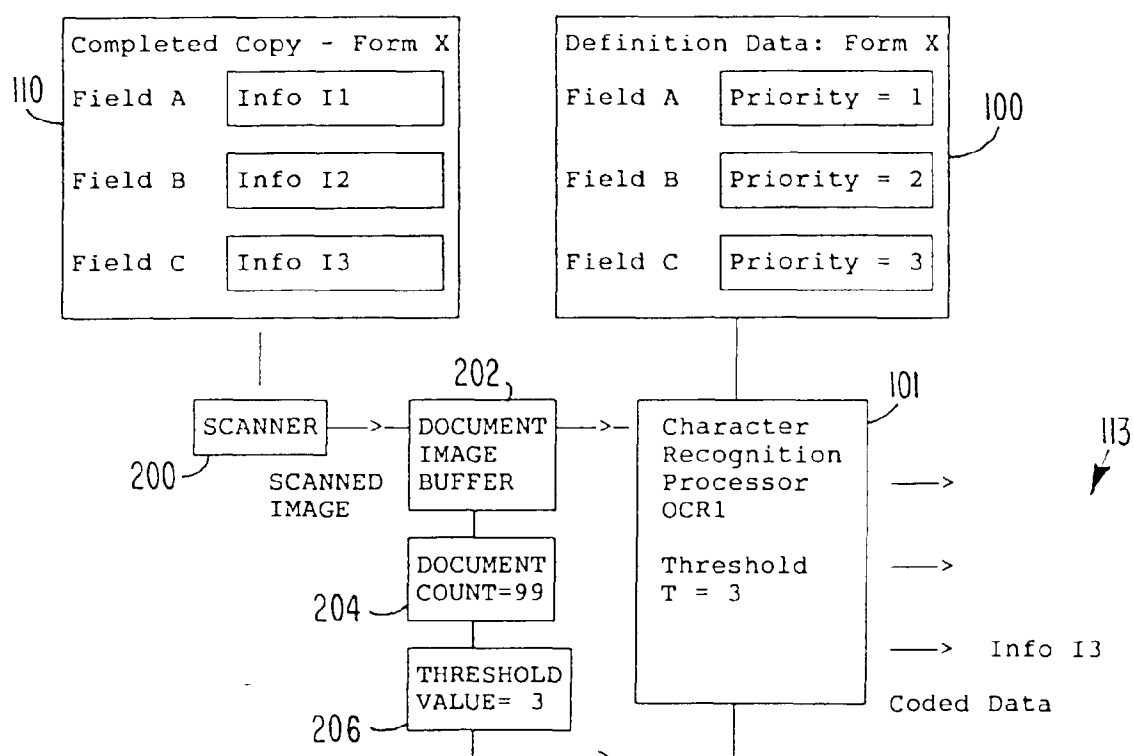 Completed Copy - Form X
110
Field A Info I1
Field B Info I2
Field C Info I3
Definition Data: Form X
100
Field A Priority = 1
Field B Priority = 2
Field C Priority = 3
SCANNER
200
SCANNED
IMAGE
202
DOCUMENT
IMAGE
BUFFER
DOCUMENT
COUNT=99
204
THRESHOLD
VALUE= 3
206
101
Character
Recognition
Processor
OCR1
Threshold
T = 3
113
Info I3
Coded Data